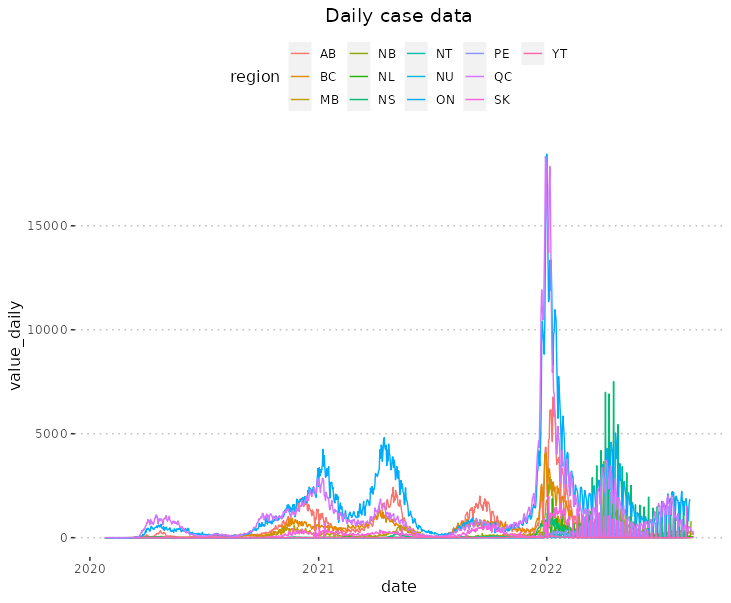 Daily case data
region
AB NB NT PE YT
BC NL NU QC
MB NS ON SK
15000
10000
5000
0
value_daily
2020 2021 2022
date